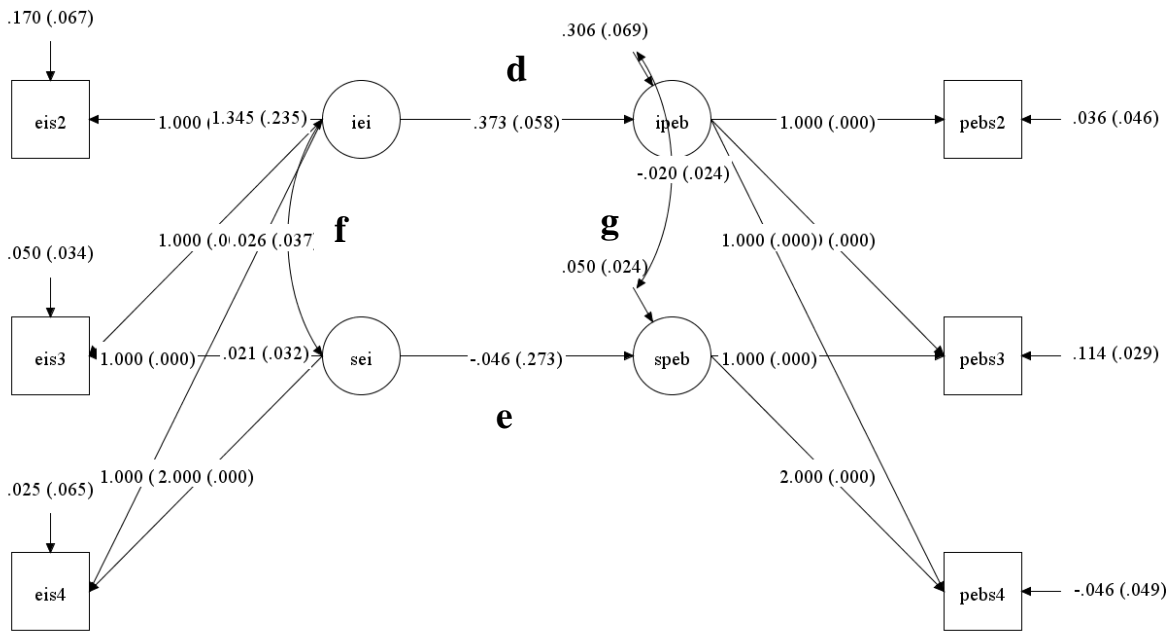 .170 (.067)
.306 (.069)
d
eis2
1.000 (
1.345 (.235)
iei
.373 (.058)
ipeb
1.000 (.000)
pebs2
.036 (.046)
-.020 (.024)
.050 (.034)
1.000 (.0
.026 (.037)
f
g
1.000 (.000)
) (.000)
.050 (.024)
eis3
1.000 (.000)
.021 (.032)
sei
-.046 (.273)
speb
1.000 (.000)
pebs3
.114 (.029)
e
.025 (.065)
1.000 (
2.000 (.000)
2.000 (.000)
eis4
pebs4
-.046 (.049)